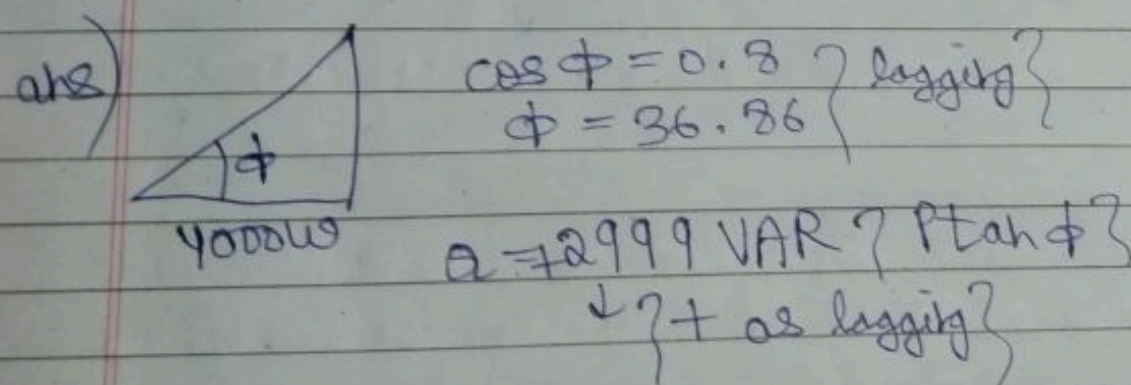 ans)
cos ϕ = 0.8 } lagging }
ϕ = 36.86
ϕ
4000W
Q = +2999 VAR { P tan ϕ }
↓ { + as lagging }